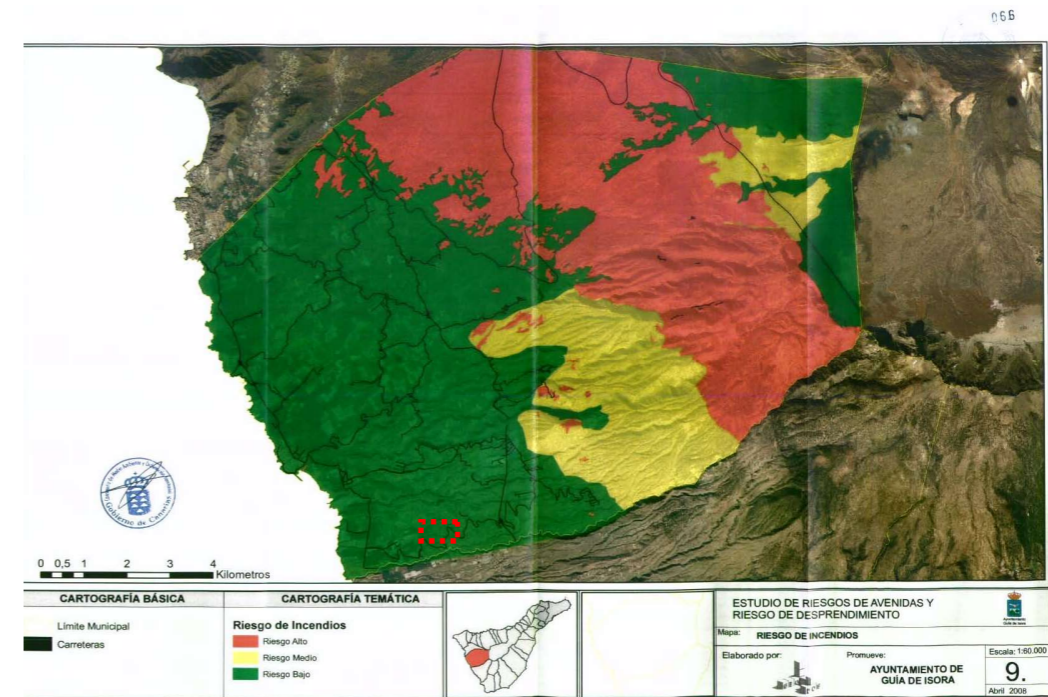 066
0 0,5 1 2 3 4
Kilometros
CARTOGRAFÍA BÁSICA
Límite Municipal
Carreteras
CARTOGRAFÍA TEMÁTICA
Riesgo de Incendios
Riesgo Alto
Riesgo Medio
Riesgo Bajo
ESTUDIO DE RIESGOS DE AVENIDAS Y
RIESGO DE DESPRENDIMIENTO
Mapa: RIESGO DE INCENDIOS
Elaborado por:
Promueve:
AYUNTAMIENTO DE
GUÍA DE ISORA
Escala: 1:60.000
9.
Abril 2008
Gobierno de Canarias